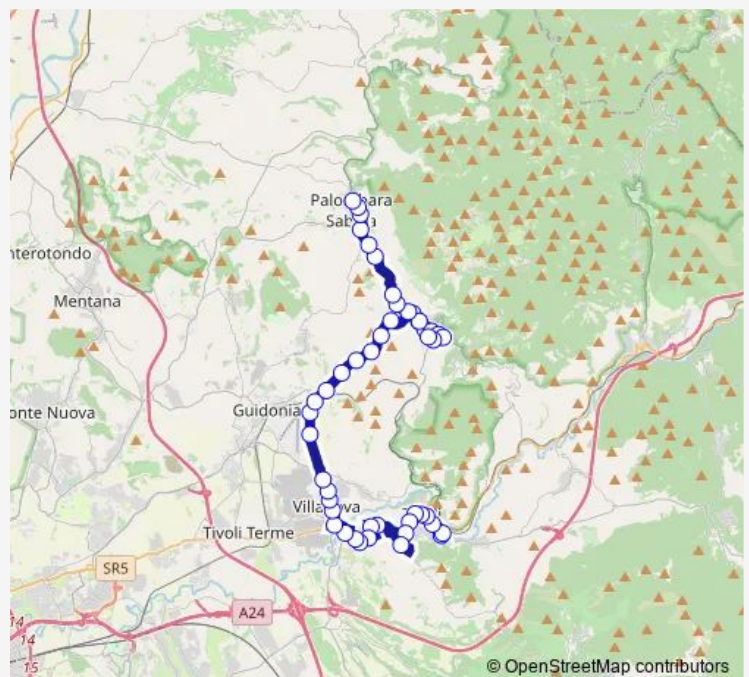 Palombara
Sabina
nterotondo
Mentana
onte Nuova
Guidonia
Villanova
Tivoli Terme
SR5
A24
14
14
15
© OpenStreetMap contributors